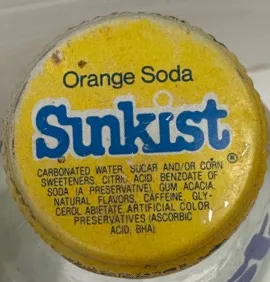 Orange Soda
Sunkist®
CARBONATED WATER, SUGAR AND/OR CORN
SWEETENERS, CITRIC ACID, BENZOATE OF
SODA (A PRESERVATIVE), GUM ACACIA,
NATURAL FLAVORS, CAFFEINE, GLY-
CEROL ABIETATE, ARTIFICIAL COLOR
PRESERVATIVES (ASCORBIC
ACID, BHA).